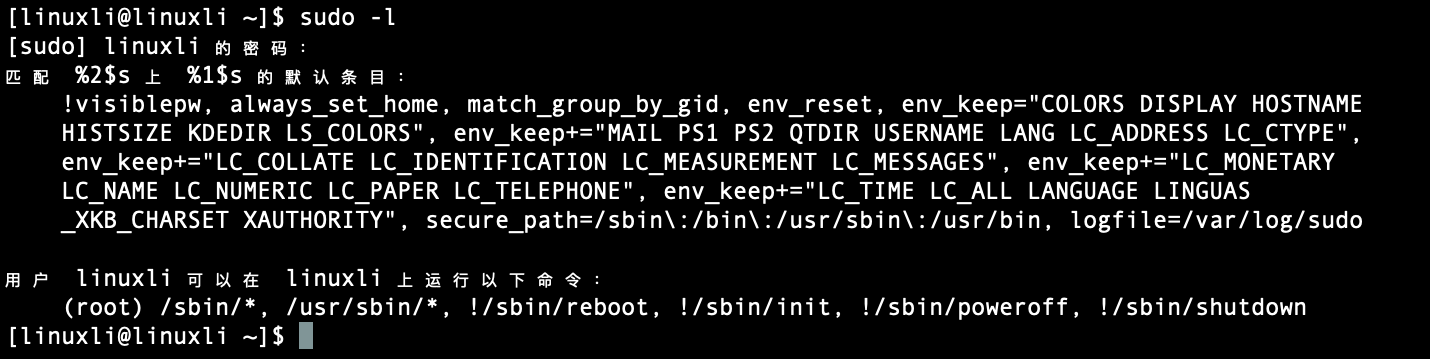 [linuxli@linuxli ~]$ sudo -l
[sudo] linuxli 的密码：
匹配 %2$s 上 %1$s 的默认条目：
!visiblepw, always_set_home, match_group_by_gid, env_reset, env_keep="COLORS DISPLAY HOSTNAME
HISTSIZE KDEDIR LS_COLORS", env_keep+="MAIL PS1 PS2 QTDIR USERNAME LANG LC_ADDRESS LC_CTYPE",
env_keep+="LC_COLLATE LC_IDENTIFICATION LC_MEASUREMENT LC_MESSAGES", env_keep+="LC_MONETARY
LC_NAME LC_NUMERIC LC_PAPER LC_TELEPHONE", env_keep+="LC_TIME LC_ALL LANGUAGE LINGUAS
_XKB_CHARSET XAUTHORITY", secure_path=/sbin\:/bin\:/usr/sbin\:/usr/bin, logfile=/var/log/sudo
用户 linuxli 可以在 linuxli 上运行以下命令：
(root) /sbin/*, /usr/sbin/*, !/sbin/reboot, !/sbin/init, !/sbin/poweroff, !/sbin/shutdown
[linuxli@linuxli ~]$